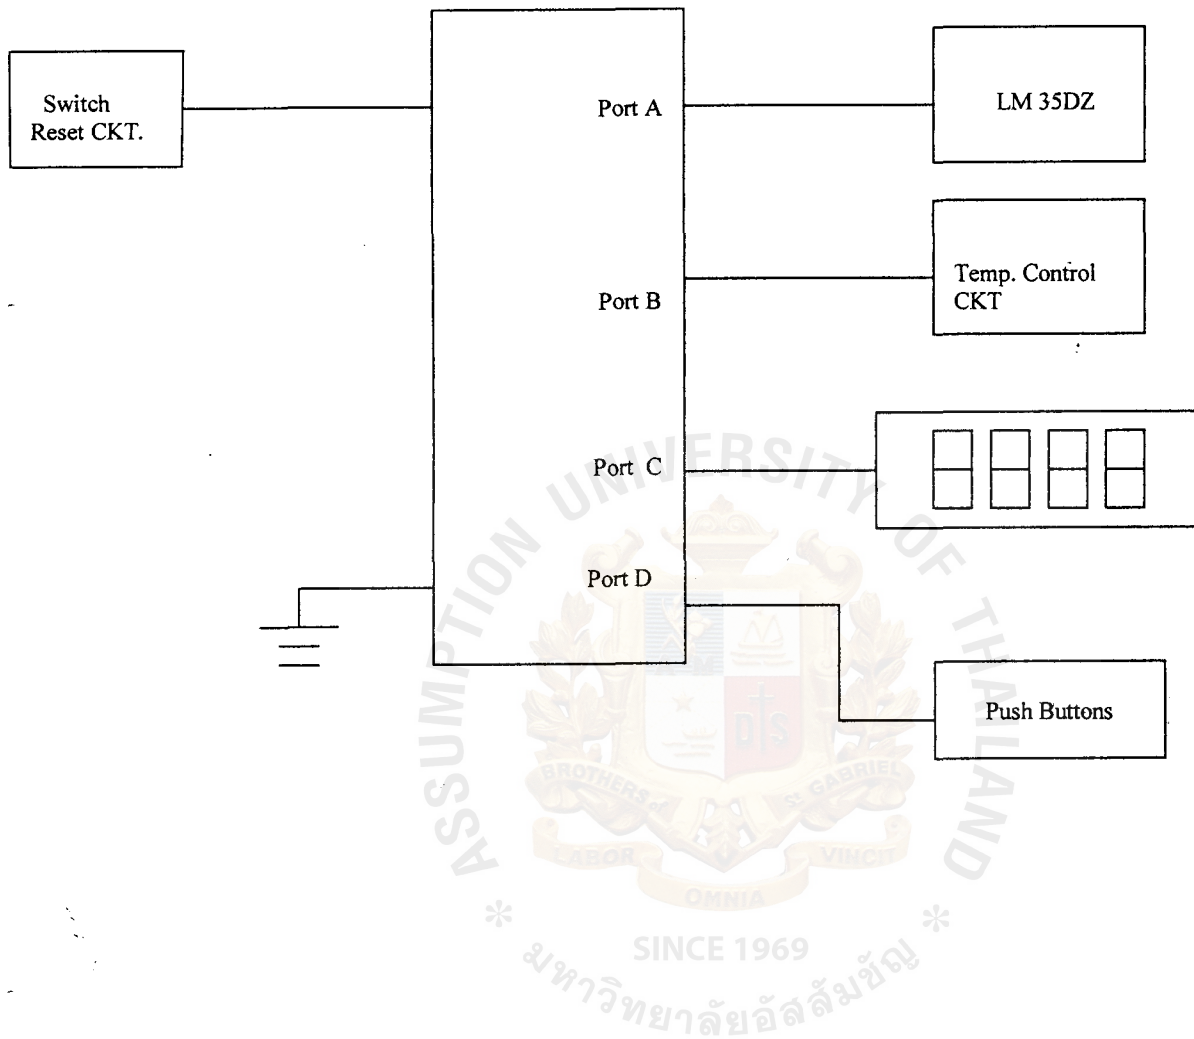 Switch
Reset CKT.
Port A
LM 35DZ
Port B
Temp. Control
CKT
Port C
Port D
Push Buttons
ASSUMPTION UNIVERSITY OF THAILAND
D S
BROTHERS of St GABRIEL
LABOR OMNIA VINCIT
SINCE 1969
* มหาวิทยาลัยอัสสัมชัญ *